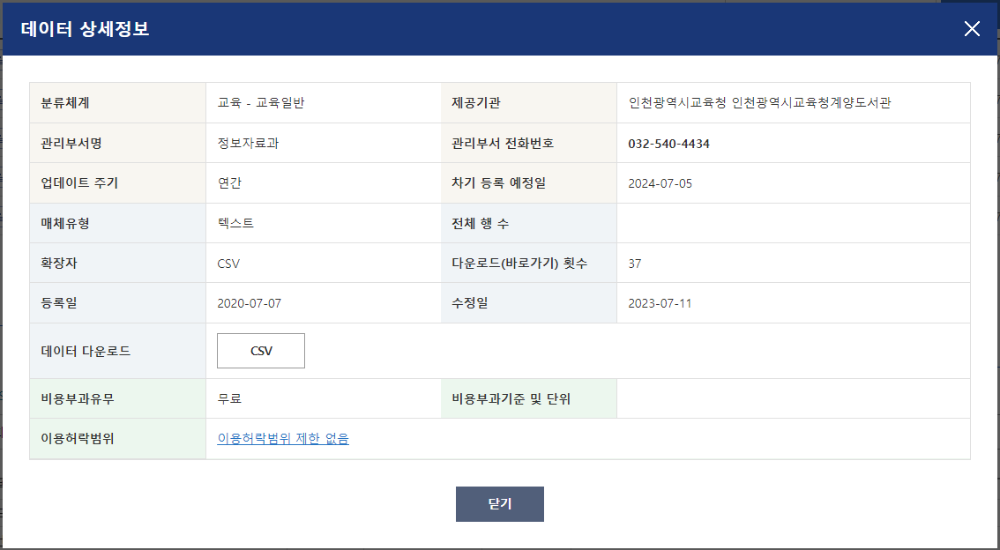 데이터 상세정보
분류체계 교육 - 교육일반 제공기관 인천광역시교육청 인천광역시교육청계양도서관
관리부서명 정보자료과 관리부서 전화번호 032-540-4434
업데이트 주기 연간 차기 등록 예정일 2024-07-05
매체유형 텍스트 전체 행 수
확장자 CSV 다운로드(바로가기) 횟수 37
등록일 2020-07-07 수정일 2023-07-11
데이터 다운로드 CSV
비용부과유무 무료 비용부과기준 및 단위
이용허락범위 이용허락범위 제한 없음
닫기